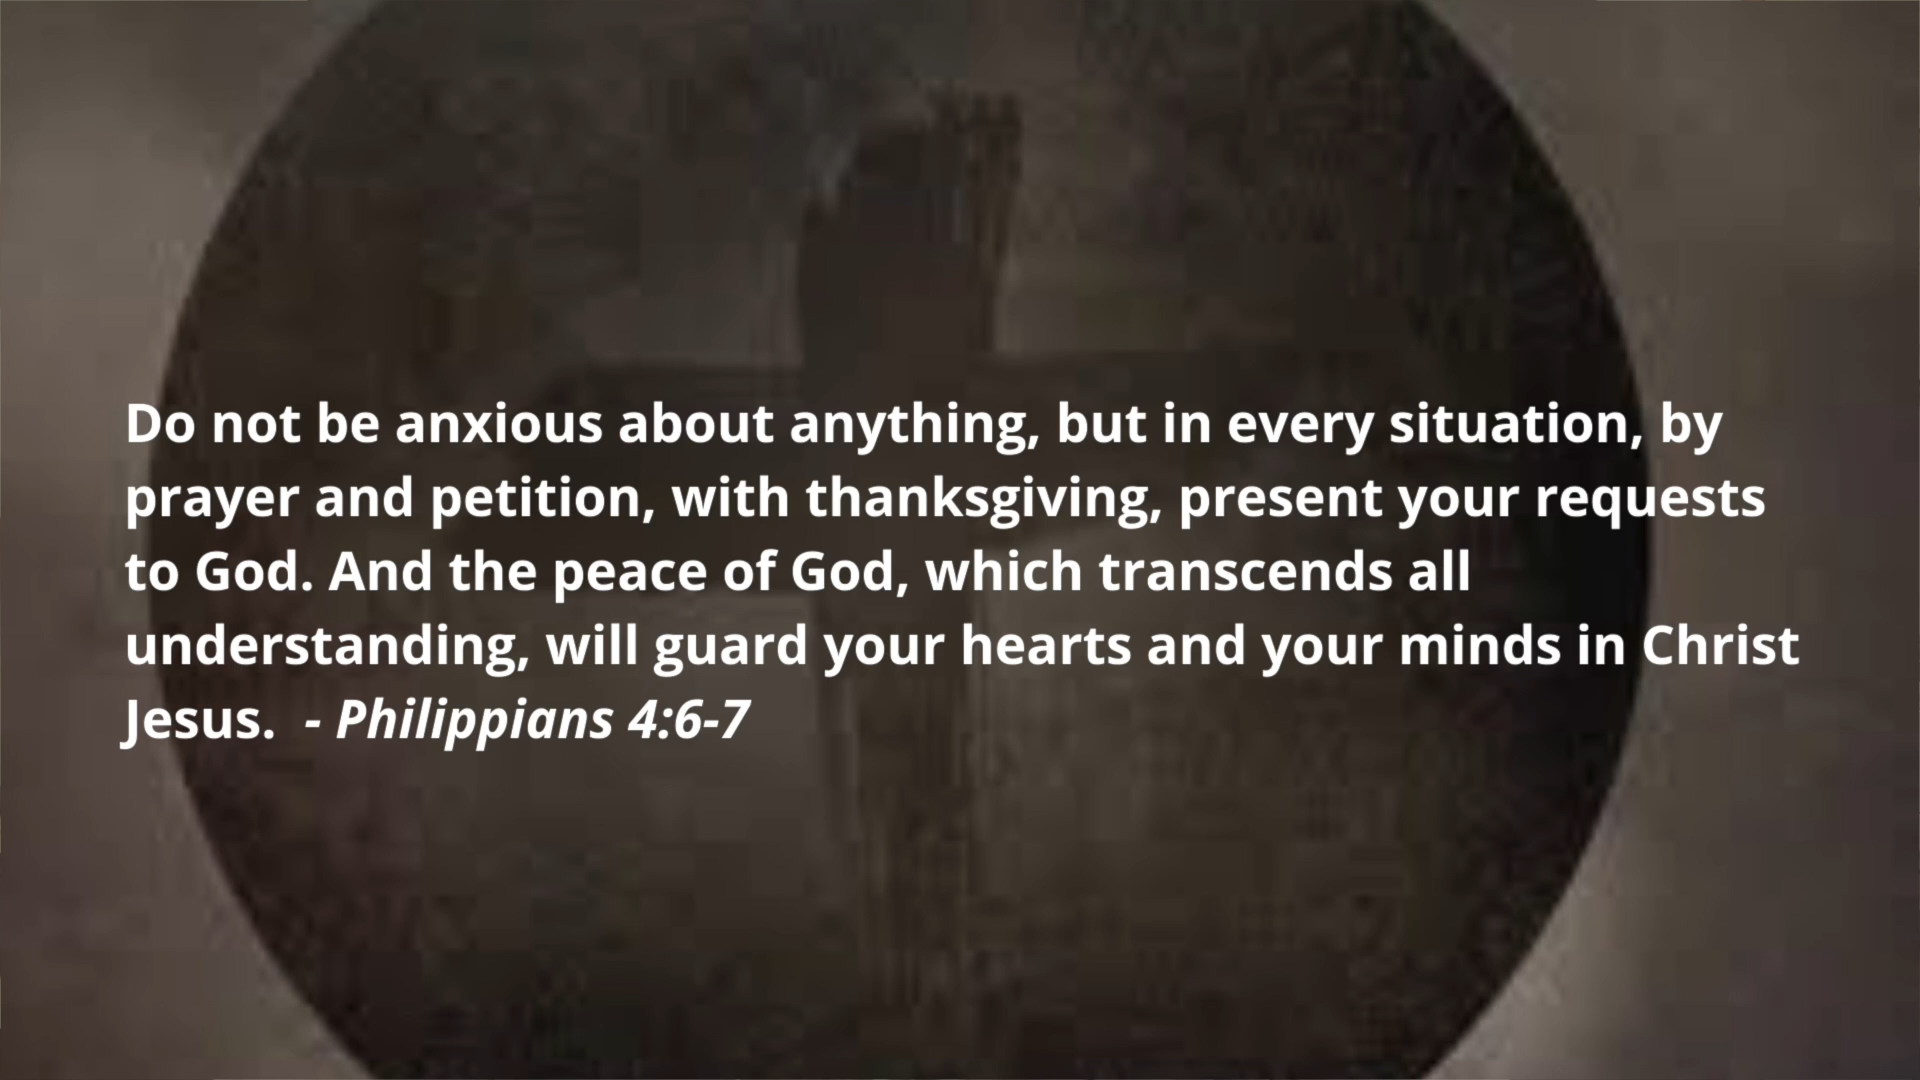 Do not be anxious about anything, but in every situation, by
prayer and petition, with thanksgiving, present your requests
to God. And the peace of God, which transcends all
understanding, will guard your hearts and your minds in Christ
Jesus.  - Philippians 4:6-7